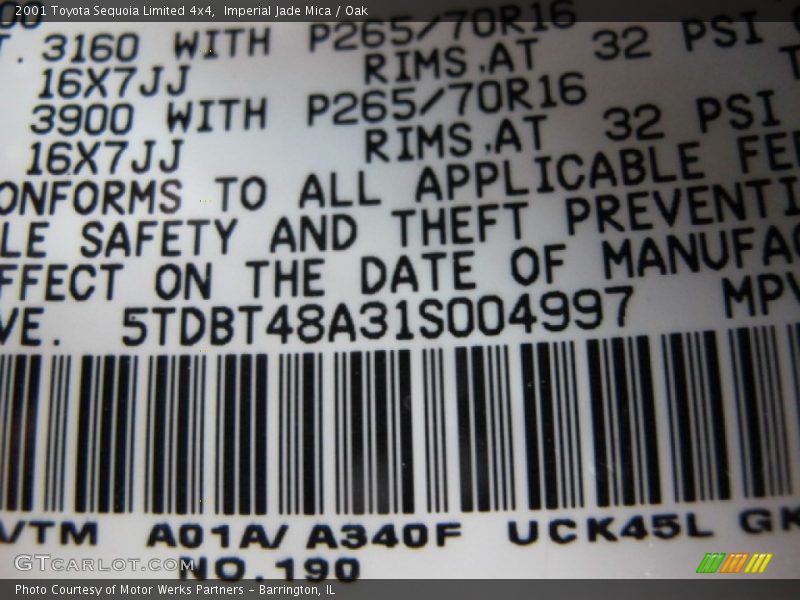 2001 Toyota Sequoia Limited 4x4, Imperial Jade Mica / Oak
3160 WITH P265/70R16
16X7JJ RIMS,AT 32 PSI
3900 WITH P265/70R16
16X7JJ RIMS,AT 32 PSI
ONFORMS TO ALL APPLICABLE FE
LE SAFETY AND THEFT PREVENTI
FFECT ON THE DATE OF MANUFA
VE. 5TDBT48A31S004997 MPV
/TM A01A/ A340F UCK45L GK
NO.190
GTCARLOT.COM
Photo Courtesy of Motor Werks Partners - Barrington, IL